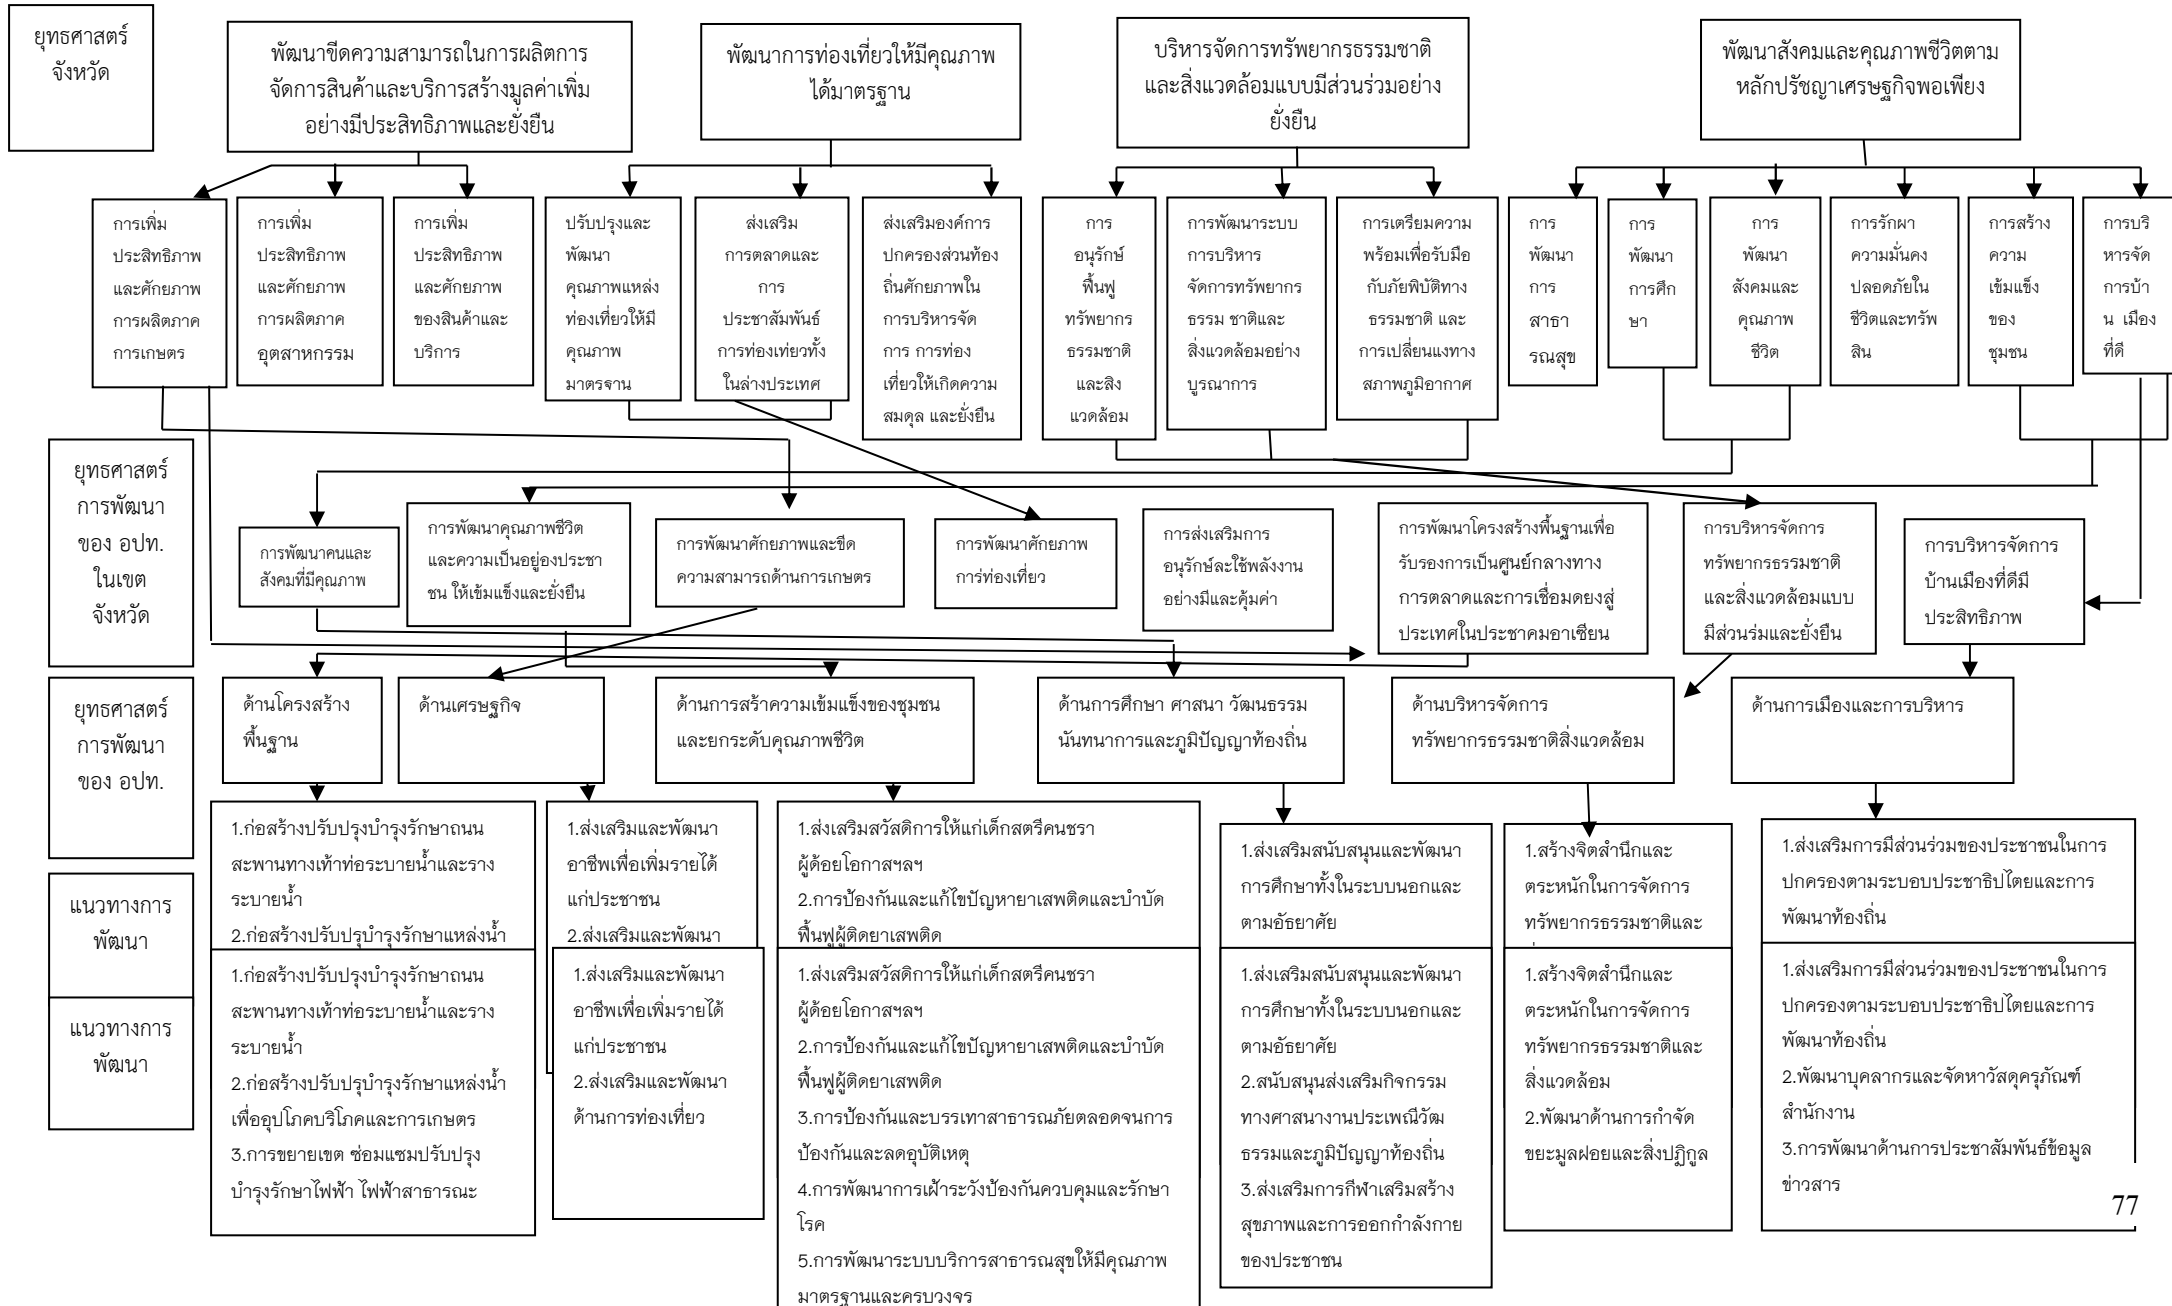 ยุทธศาสตร์
จังหวัด
พัฒนาขีดความสามารถในการผลิตการ
จัดการสินค้าและบริการสร้างมูลค่าเพิ่ม
อย่างมีประสิทธิภาพและยั่งยืน
พัฒนาการท่องเที่ยวให้มีคุณภาพ
ได้มาตรฐาน
บริหารจัดการทรัพยากรธรรมชาติ
และสิ่งแวดล้อมแบบมีส่วนร่วมอย่าง
ยั่งยืน
พัฒนาสังคมและคุณภาพชีวิตตาม
หลักปรัชญาเศรษฐกิจพอเพียง
การเพิ่ม
ประสิทธิภาพ
และศักยภาพ
การผลิตภาค
การเกษตร
การเพิ่ม
ประสิทธิภาพ
และศักยภาพ
การผลิตภาค
อุตสาหกรรม
การเพิ่ม
ประสิทธิภาพ
และศักยภาพ
ของสินค้าและ
บริการ
ปรับปรุงและ
พัฒนา
คุณภาพแหล่ง
ท่องเที่ยวให้มี
คุณภาพ
มาตรจาน
ส่งเสริม
การตลาดและ
การ
ประชาสัมพันธ์
การท่องเท่ยวทั้ง
ในล่างประเทศ
ส่งเสริมองค์การ
ปกครองส่วนท้อง
ถิ่นศักยภาพใน
การบริหารจัด
การ การท่อง
เที่ยวให้เกิดความ
สมดุล และยั่งยืน
การ
อนุรักษ์
ฟื้นฟู
ทรัพยากร
ธรรมชาติ
และสิง
แวดล้อม
การพัฒนาระบบ
การบริหาร
จัดการทรัพยากร
ธรรม ชาติและ
สิ่งแวดล้อมอย่าง
บูรณาการ
การเตรียมความ
พร้อมเพื่อรับมือ
กับภัยพิบัติทาง
ธรรมชาติ และ
การเปลี่ยนแงทาง
สภาพภูมิอากาศ
การ
พัฒนา
การ
สาธา
รณสุข
การ
พัฒนา
การศึก
ษา
การ
พัฒนา
สังคมและ
คุณภาพ
ชีวิต
การรักผา
ความมั่นคง
ปลอดภัยใน
ชีวิตและทรัพ
สิน
การสร้าง
ความ
เข้มแข็ง
ของ
ชุมชน
การบริ
หารจัด
การบ้า
น เมือง
ที่ดี
ยุทธศาสตร์
การพัฒนา
ของ อปท.
ในเขต
จังหวัด
การพัฒนาคนและ
สังคมที่มีคุณภาพ
การพัฒนาคุณภาพชีวิต
และความเป็นอยู่องประชา
ชน ให้เข้มแข็งและยั่งยืน
การพัฒนาศักยภาพและขีด
ความสามารถด้านการเกษตร
การพัฒนาศักยภาพ
การ่ท่องเที่ยว
การส่งเสริมการ
อนุรักษ์ละใช้พลังงาน
อย่างมีและคุ้มค่า
การพัฒนาโครงสร้างพื้นฐานเพื่อ
รับรองการเป็นศูนย์กลางทาง
การตลาดและการเชื่อมดยงสู่
ประเทศในประชาคมอาเซียน
การบริหารจัดการ
ทรัพยากรธรรมชาติ
และสิ่งแวดล้อมแบบ
มีส่วนร่มและยั่งยืน
การบริหารจัดการ
บ้านเมืองที่ดีมี
ประสิทธิภาพ
ยุทธศาสตร์
การพัฒนา
ของ อปท.
ด้านโครงสร้าง
พื้นฐาน
ด้านเศรษฐกิจ
ด้านการสร้าความเข้มแข็งของชุมชน
และยกระดับคุณภาพชีวิต
ด้านการศึกษา ศาสนา วัฒนธรรม
นันทนาการและภูมิปัญญาท้องถิ่น
ด้านบริหารจัดการ
ทรัพยากรธรรมชาติสิ่งแวดล้อม
ด้านการเมืองและการบริหาร
แนวทางการ
พัฒนา
1.ก่อสร้างปรับปรุงบำรุงรักษาถนน
สะพานทางเท้าท่อระบายน้ำและราง
ระบายน้ำ
2.ก่อสร้างปรับปรุบำรุงรักษาแหล่งน้ำ
1.ส่งเสริมและพัฒนา
อาชีพเพื่อเพิ่มรายได้
แก่ประชาชน
2.ส่งเสริมและพัฒนา
1.ส่งเสริมสวัสดิการให้แก่เด็กสตรีคนชรา
ผู้ด้อยโอกาสฯลฯ
2.การป้องกันและแก้ไขปัญหายาเสพติดและบำบัด
ฟื้นฟูผู้ติดยาเสพติด
1.ส่งเสริมสนับสนุนและพัฒนา
การศึกษาทั้งในระบบนอกและ
ตามอัธยาศัย
1.สร้างจิตสำนึกและ
ตระหนักในการจัดการ
ทรัพยากรธรรมชาติและ
1.ส่งเสริมการมีส่วนร่วมของประชาชนในการ
ปกครองตามระบอบประชาธิปไตยและการ
พัฒนาท้องถิ่น
แนวทางการ
พัฒนา
1.ก่อสร้างปรับปรุงบำรุงรักษาถนน
สะพานทางเท้าท่อระบายน้ำและราง
ระบายน้ำ
2.ก่อสร้างปรับปรุบำรุงรักษาแหล่งน้ำ
เพื่ออุปโภคบริโภคและการเกษตร
3.การขยายเขต ซ่อมแซมปรับปรุง
บำรุงรักษาไฟฟ้า ไฟฟ้าสาธารณะ
1.ส่งเสริมและพัฒนา
อาชีพเพื่อเพิ่มรายได้
แก่ประชาชน
2.ส่งเสริมและพัฒนา
ด้านการท่องเที่ยว
1.ส่งเสริมสวัสดิการให้แก่เด็กสตรีคนชรา
ผู้ด้อยโอกาสฯลฯ
2.การป้องกันและแก้ไขปัญหายาเสพติดและบำบัด
ฟื้นฟูผู้ติดยาเสพติด
3.การป้องกันและบรรเทาสาธารณภัยตลอดจนการ
ป้องกันและลดอุบัติเหตุ
4.การพัฒนาการเฝ้าระวังป้องกันควบคุมและรักษา
โรค
5.การพัฒนาระบบบริการสาธารณสุขให้มีคุณภาพ
มาตรฐานและครบวงจร
1.ส่งเสริมสนับสนุนและพัฒนา
การศึกษาทั้งในระบบนอกและ
ตามอัธยาศัย
2.สนับสนุนส่งเสริมกิจกรรม
ทางศาสนางานประเพณีวัฒ
ธรรมและภูมิปัญญาท้องถิ่น
3.ส่งเสริมการกีฬาเสริมสร้าง
สุขภาพและการออกกำลังกาย
ของประชาชน
1.สร้างจิตสำนึกและ
ตระหนักในการจัดการ
ทรัพยากรธรรมชาติและ
สิ่งแวดล้อม
2.พัฒนาด้านการกำจัด
ขยะมูลฝอยและสิ่งปฏิกูล
1.ส่งเสริมการมีส่วนร่วมของประชาชนในการ
ปกครองตามระบอบประชาธิปไตยและการ
พัฒนาท้องถิ่น
2.พัฒนาบุคลากรและจัดหาวัสดุครุภัณฑ์
สำนักงาน
3.การพัฒนาด้านการประชาสัมพันธ์ข้อมูล
ข่าวสาร
77